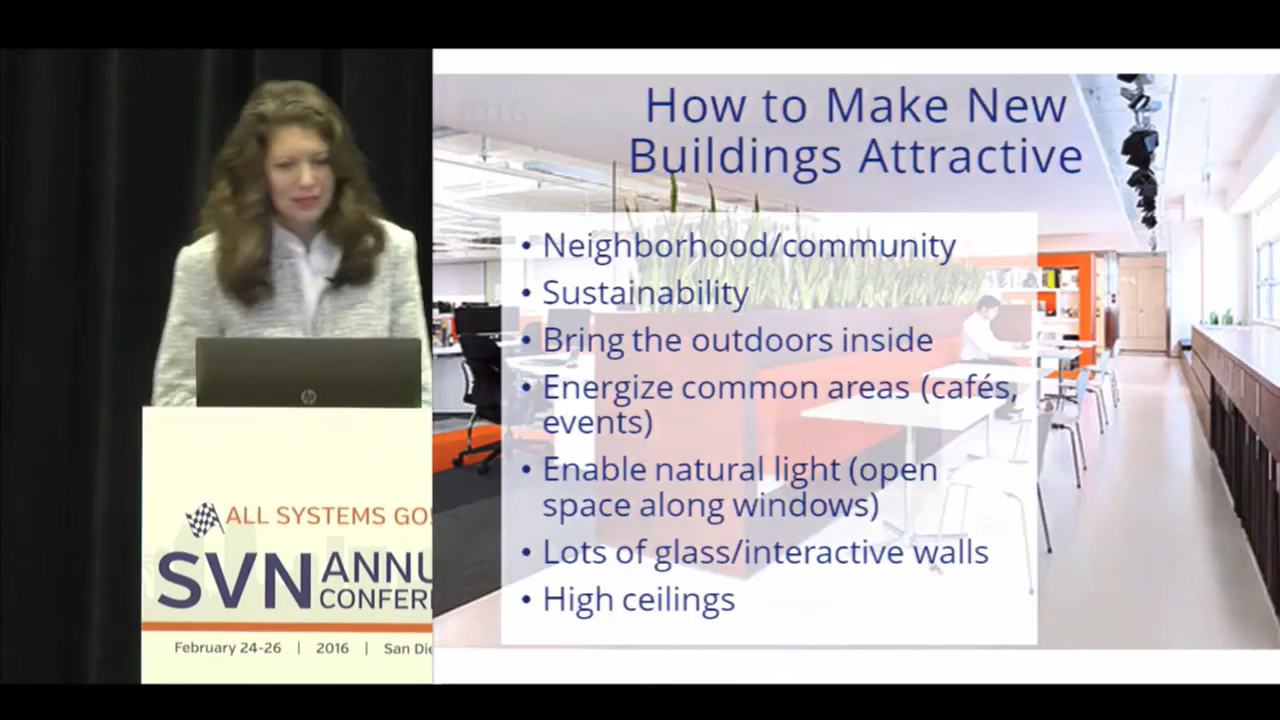 How to Make New
Buildings Attractive
• Neighborhood/community
• Sustainability
• Bring the outdoors inside
• Energize common areas (cafés,
events)
• Enable natural light (open
space along windows)
• Lots of glass/interactive walls
• High ceilings
hp
ALL SYSTEMS GO!
SVN ANNU
CONFER
February 24-26 | 2016 | San Die